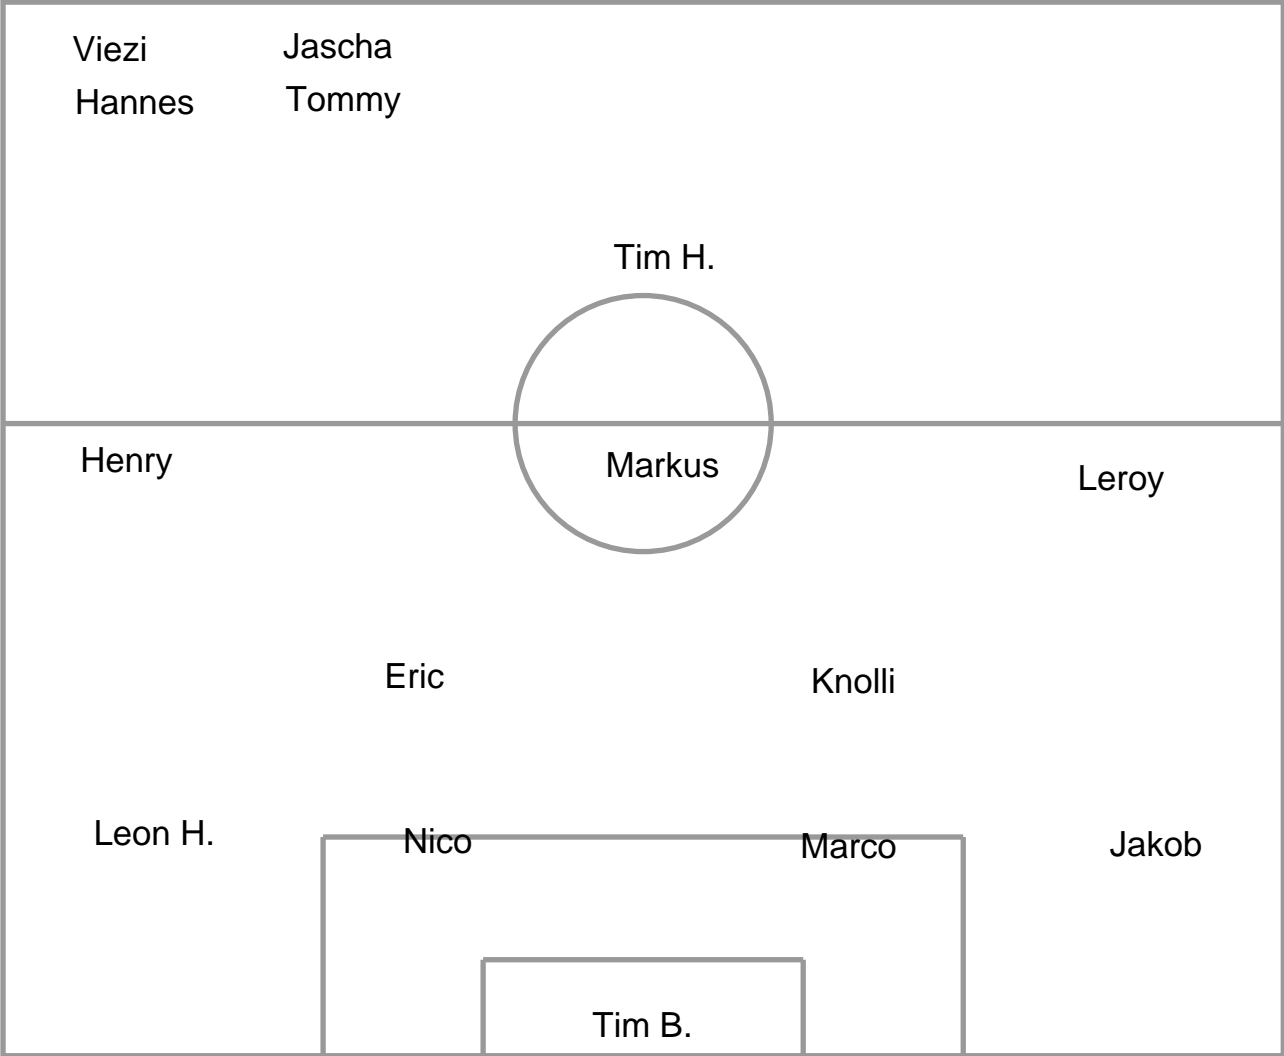 Viezi Jascha
Hannes Tommy
Tim H.
Henry Markus Leroy
Eric Knolli
Leon H. Nico Marco Jakob
Tim B.